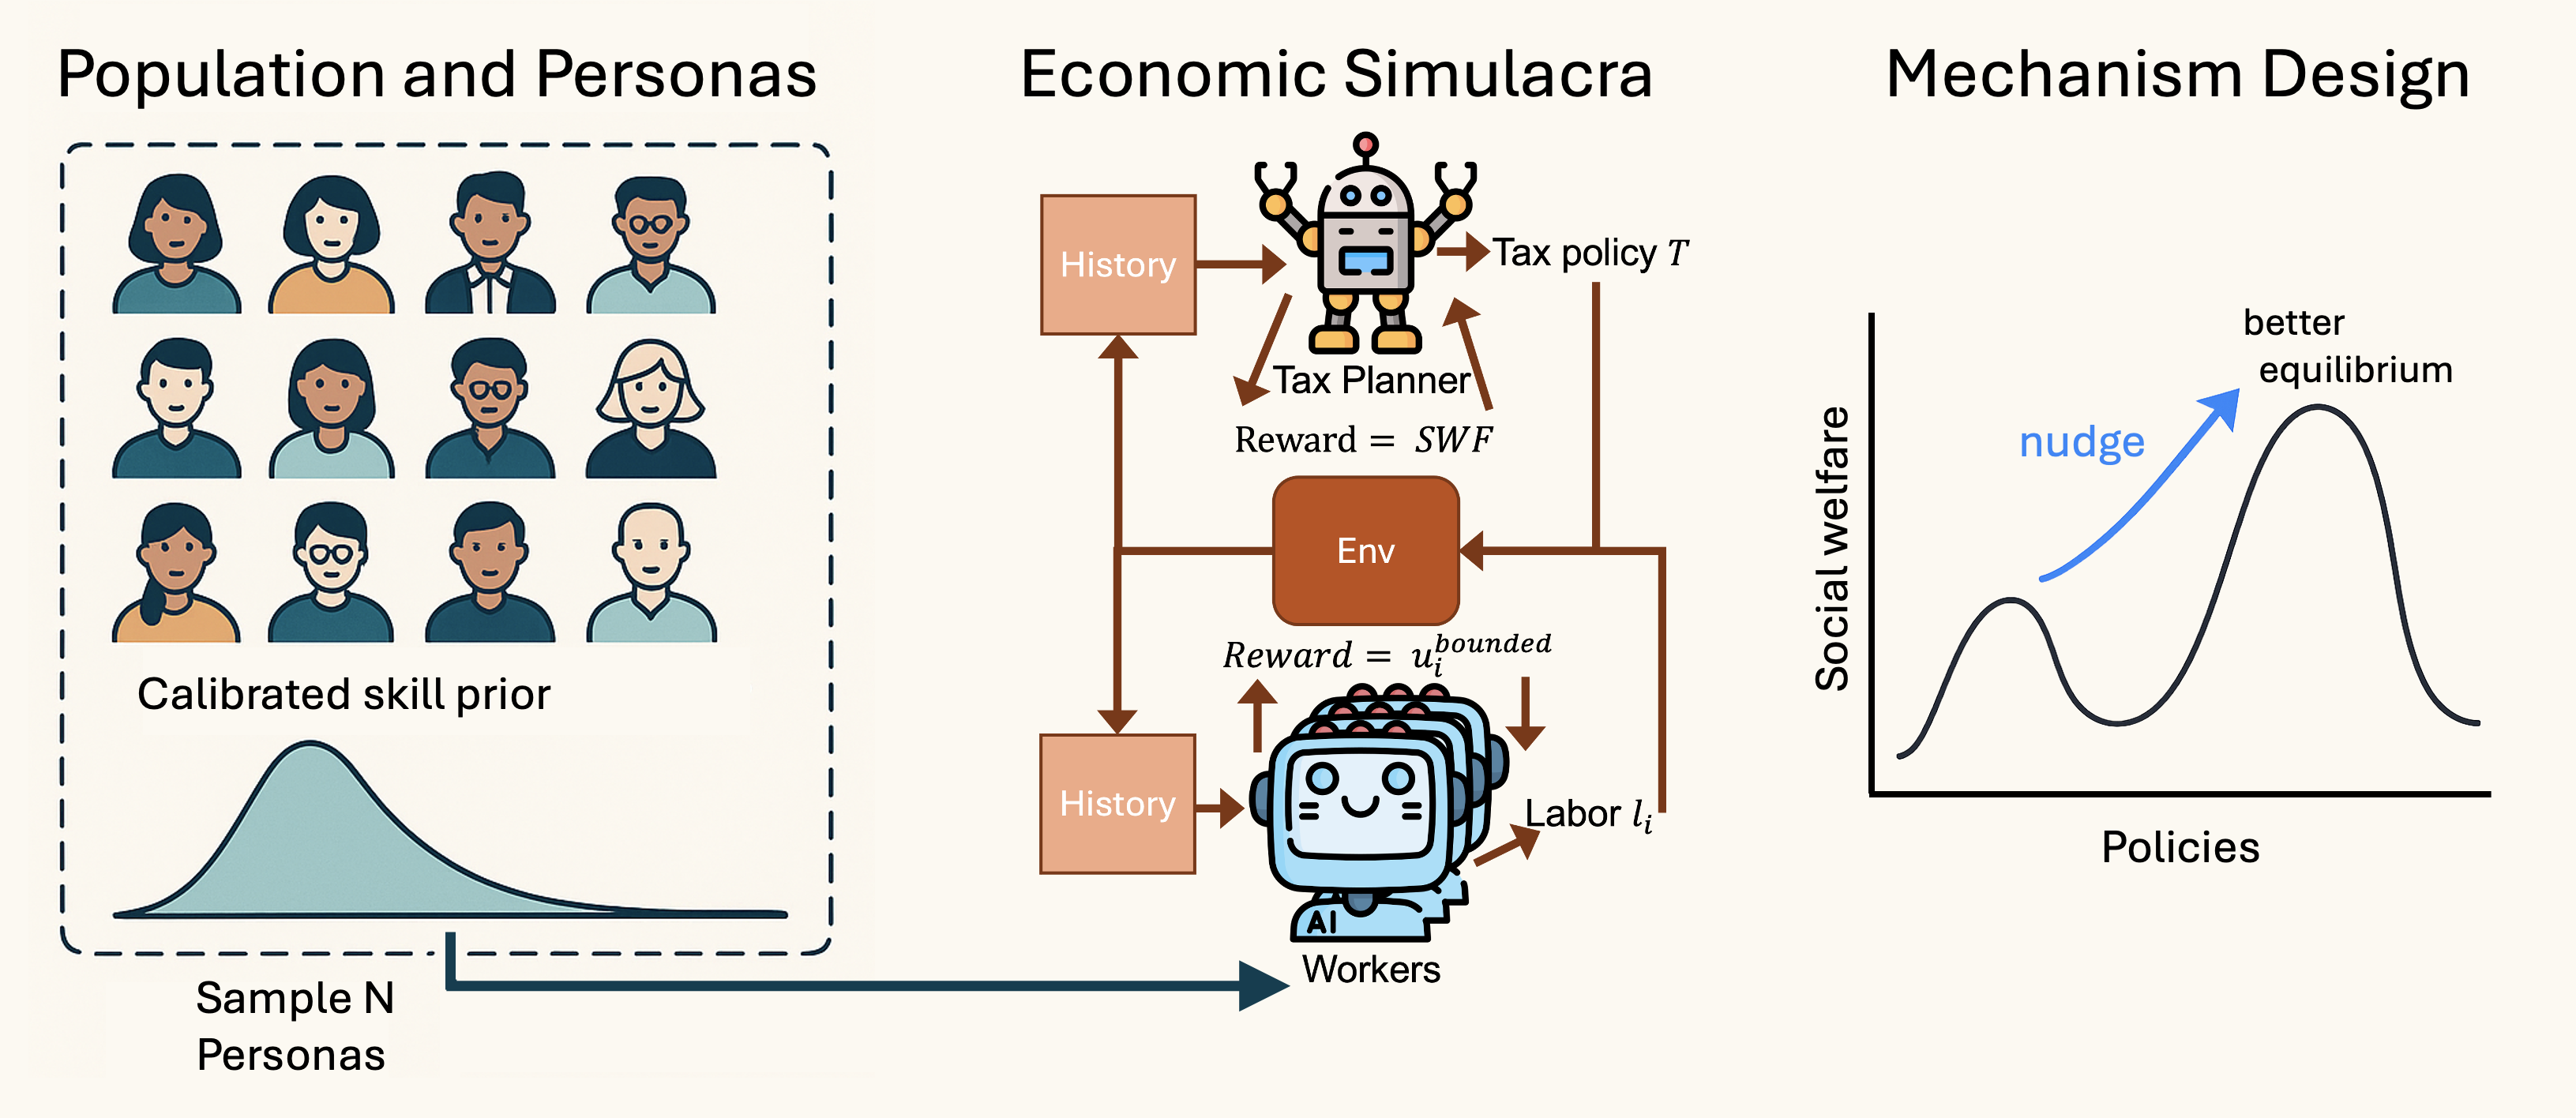 Population and Personas
Calibrated skill prior
Sample N
Personas
Economic Simulacra
History
Tax policy T
Tax Planner
Reward = SWF
Env
Reward = u_i^{bounded}
History
Labor l_i
AI
Workers
Mechanism Design
better
equilibrium
nudge
Social welfare
Policies